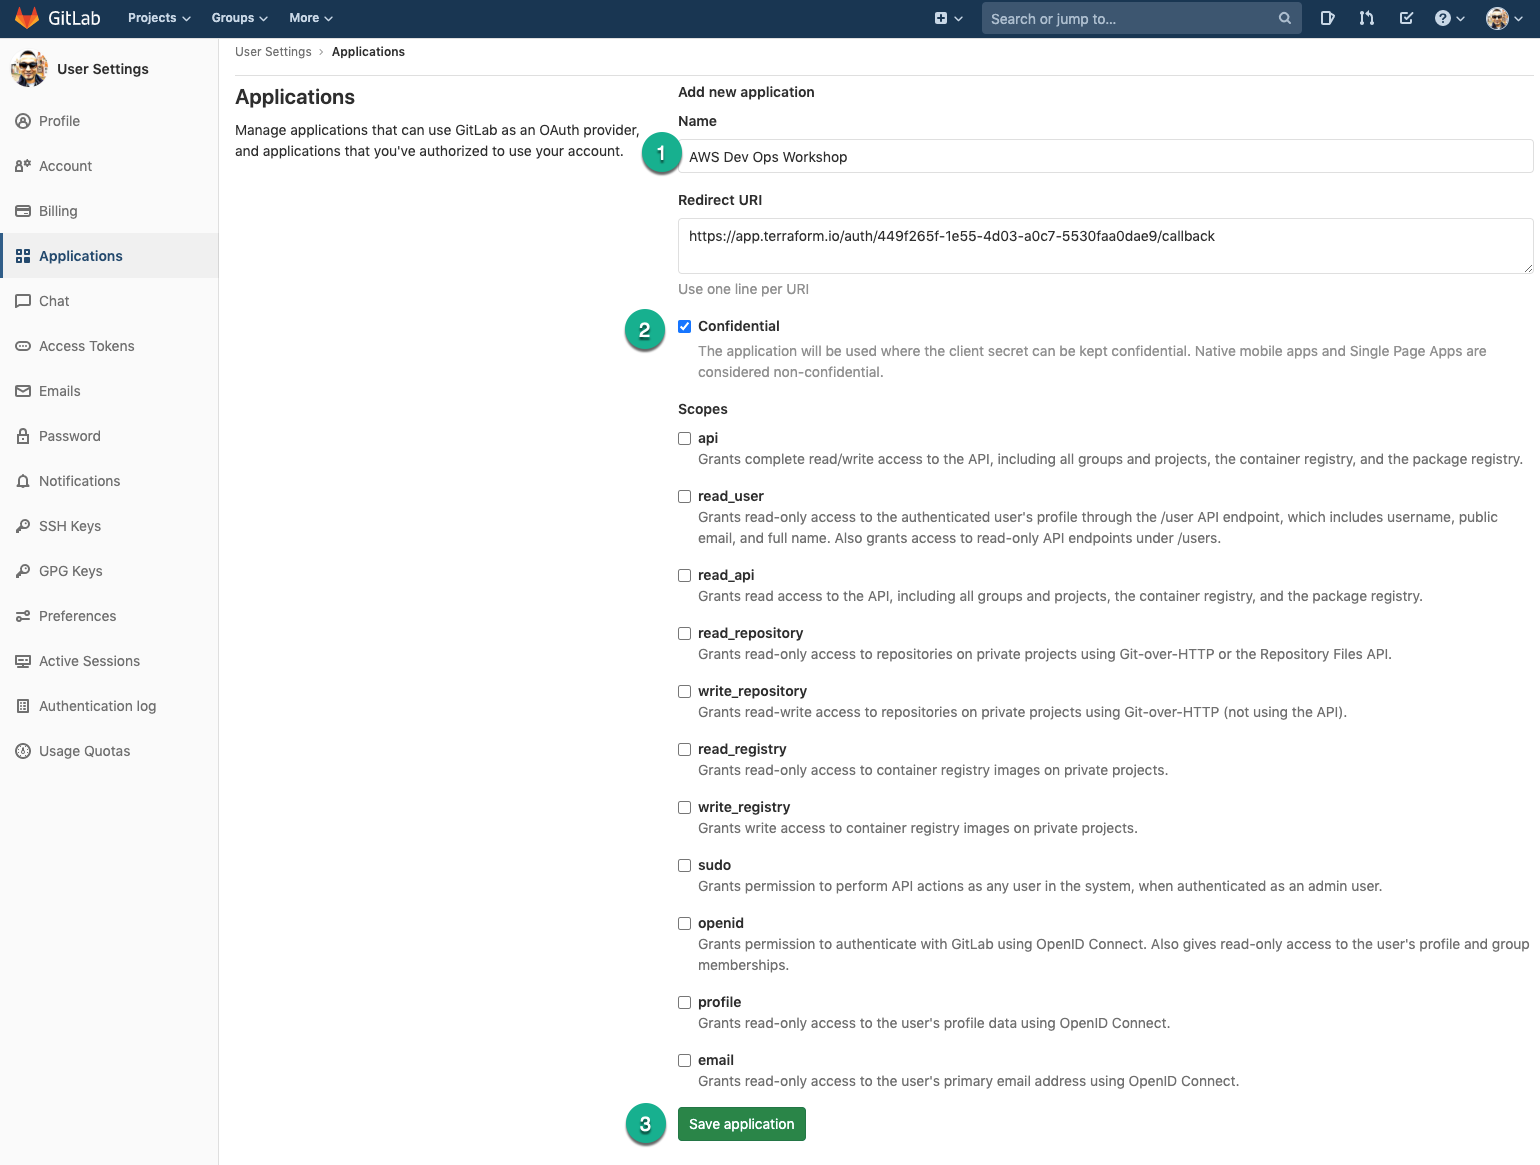 GitLab
Projects
Groups
More
Search or jump to...
User Settings
Profile
Account
Billing
Applications
Chat
Access Tokens
Emails
Password
Notifications
SSH Keys
GPG Keys
Preferences
Active Sessions
Authentication log
Usage Quotas
User Settings › Applications
Applications
Manage applications that can use GitLab as an OAuth provider,
and applications that you've authorized to use your account.
Add new application
Name
1
AWS Dev Ops Workshop
Redirect URI
https://app.terraform.io/auth/449f265f-1e55-4d03-a0c7-5530faa0dae9/callback
Use one line per URI
2
Confidential
The application will be used where the client secret can be kept confidential. Native mobile apps and Single Page Apps are
considered non-confidential.
Scopes
api
Grants complete read/write access to the API, including all groups and projects, the container registry, and the package registry.
read_user
Grants read-only access to the authenticated user's profile through the /user API endpoint, which includes username, public
email, and full name. Also grants access to read-only API endpoints under /users.
read_api
Grants read access to the API, including all groups and projects, the container registry, and the package registry.
read_repository
Grants read-only access to repositories on private projects using Git-over-HTTP or the Repository Files API.
write_repository
Grants read-write access to repositories on private projects using Git-over-HTTP (not using the API).
read_registry
Grants read-only access to container registry images on private projects.
write_registry
Grants write access to container registry images on private projects.
sudo
Grants permission to perform API actions as any user in the system, when authenticated as an admin user.
openid
Grants permission to authenticate with GitLab using OpenID Connect. Also gives read-only access to the user's profile and group
memberships.
profile
Grants read-only access to the user's profile data using OpenID Connect.
email
Grants read-only access to the user's primary email address using OpenID Connect.
3
Save application